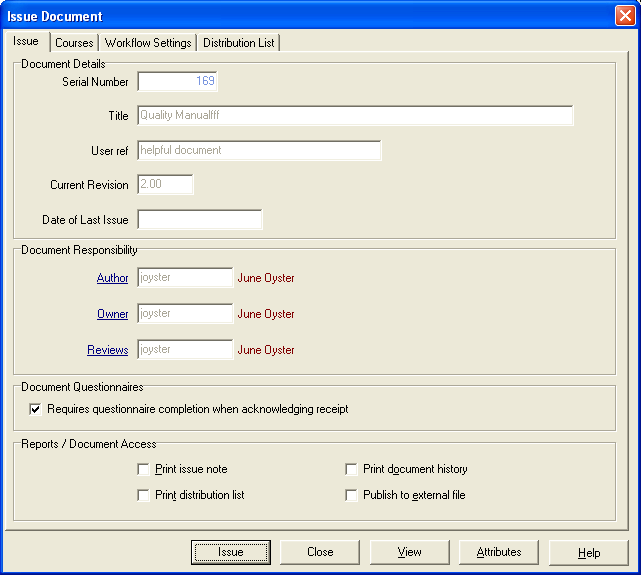 Issue Document
Issue Courses Workflow Settings Distribution List
Document Details
Serial Number 169
Title Quality Manualfff
User ref helpful document
Current Revision 2.00
Date of Last Issue
Document Responsibility
Author joyster June Oyster
Owner joyster June Oyster
Reviews joyster June Oyster
Document Questionnaires
Requires questionnaire completion when acknowledging receipt
Reports / Document Access
Print issue note Print document history
Print distribution list Publish to external file
Issue Close View Attributes Help